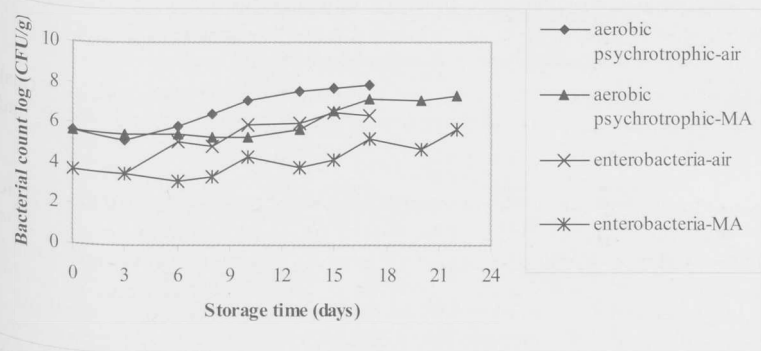 Bacterial count log (CFU/g)
10
8
6
4
2
0
0 3 6 9 12 15 18 21 24
Storage time (days)
aerobic
psychrotrophic-air
aerobic
psychrotrophic-MA
enterobacteria-air
enterobacteria-MA